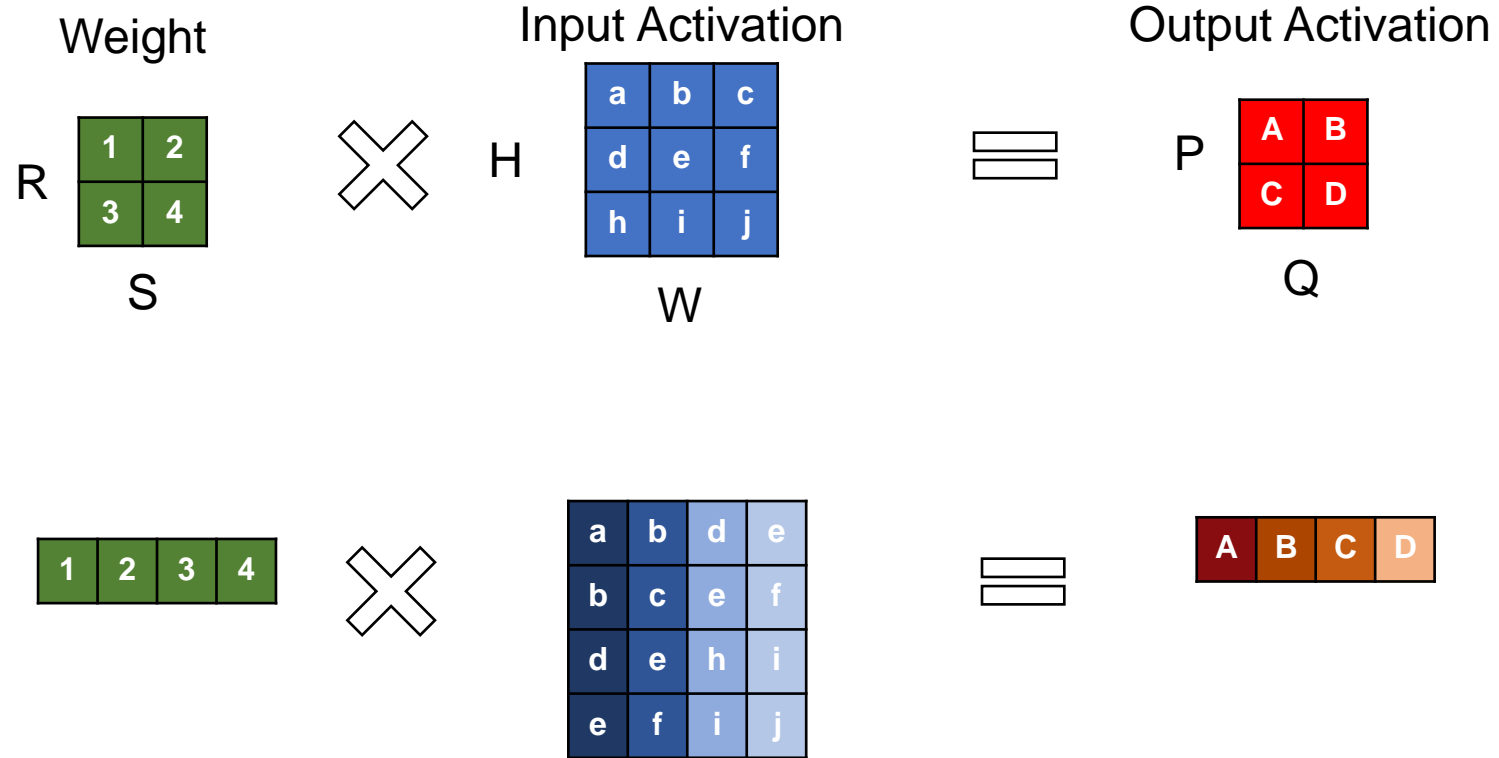 Weight
Input Activation
Output Activation
R
1 2
3 4
S
H
a b c
d e f
h i j
W
P
A B
C D
Q
1 2 3 4
a b d e
b c e f
d e h i
e f i j
A B C D